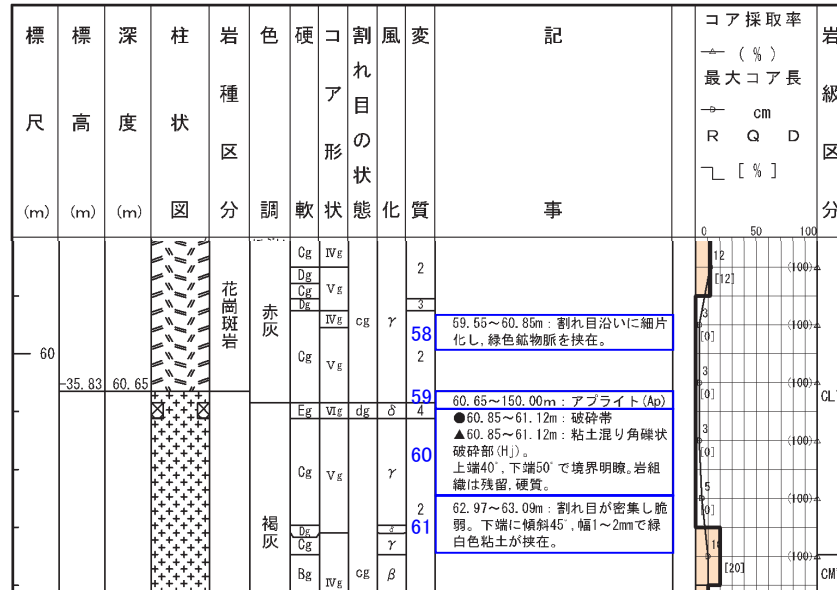 標尺(m)
標高(m)
深度(m)
柱状図
岩種区分
色調
硬軟
コア形状
割れ目の状態
風化
変質
記事
コア採取率
(%)
最大コア長
cm
R Q D
[%]
岩級区分
0 50 100
60
-35.83
60.65
花崗斑岩
赤灰
褐灰
Cg
Dg
Cg
Dg
Cg
Eg
Cg
Dg
Cg
Bg
Ⅳg
Ⅴg
Ⅳg
Ⅴg
Ⅵg
Ⅴg
Ⅳg
cg
dg
cg
γ
δ
γ
γ
β
2
3
2
4
2
58
59.55～60.85m：割れ目沿いに細片
化し，緑色鉱物脈を挟在。
59
60.65～150.00m：アプライト(Ap)
60
●60.85～61.12m：破砕帯
▲60.85～61.12m：粘土混り角礫状
破砕部(Hj)。
上端40°,下端50°で境界明瞭。岩組
織は残留,硬質。
61
62.97～63.09m：割れ目が密集し脆
弱。下端に傾斜45°,幅1～2mmで緑
白色粘土が挟在。
12
(100)
[12]
3
(100)
[0]
3
(100)
[0]
3
(100)
[0]
5
(100)
[0]
(100)
[20]
CL
CM